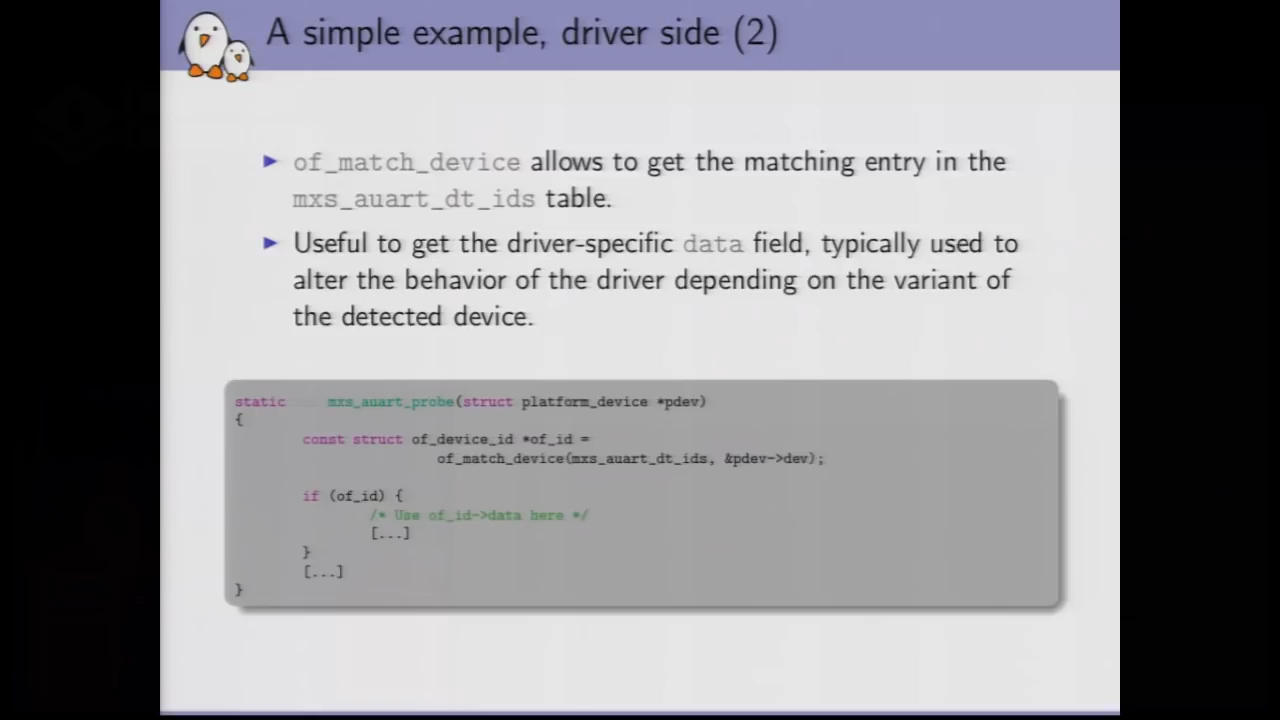 A simple example, driver side (2)
of_match_device allows to get the matching entry in the
mxs_auart_dt_ids table.
Useful to get the driver-specific data field, typically used to
alter the behavior of the driver depending on the variant of
the detected device.
static mxs_auart_probe(struct platform_device *pdev)
{
const struct of_device_id *of_id =
of_match_device(mxs_auart_dt_ids, &pdev->dev);
if (of_id) {
/* Use of_id->data here */
[...]
}
[...]
}